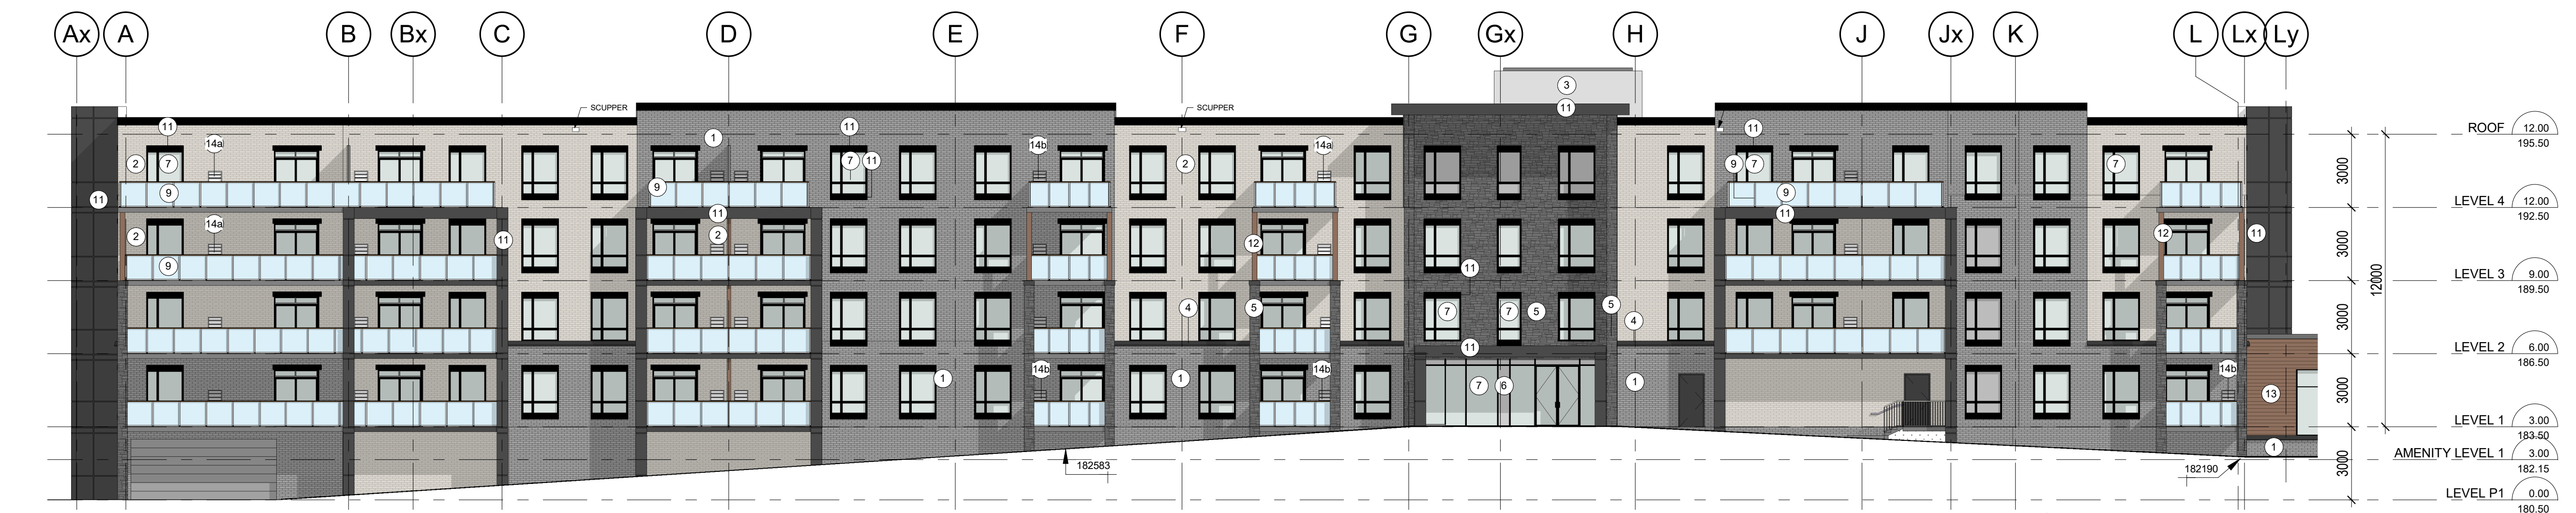 Ax A B Bx C D E F G Gx H J Jx K L Lx Ly
3
SCUPPER SCUPPER
11
11 11 11
1
14a 14b 14a
2 7 7 11 2 9 7 7
9 9 9
11
11 11
14a
2 11 2 12 12 11
9 11
4 5 7 7 5 5 4
11
14b 14b 14b
1 1 7 6 1 13
1
182583
182190
ROOF 12.00
195.50
LEVEL 4 12.00
192.50
LEVEL 3 9.00
189.50
LEVEL 2 6.00
186.50
LEVEL 1 3.00
183.50
AMENITY LEVEL 1 3.00
182.15
LEVEL P1 0.00
180.50
3000
3000
3000
3000
3000
12000